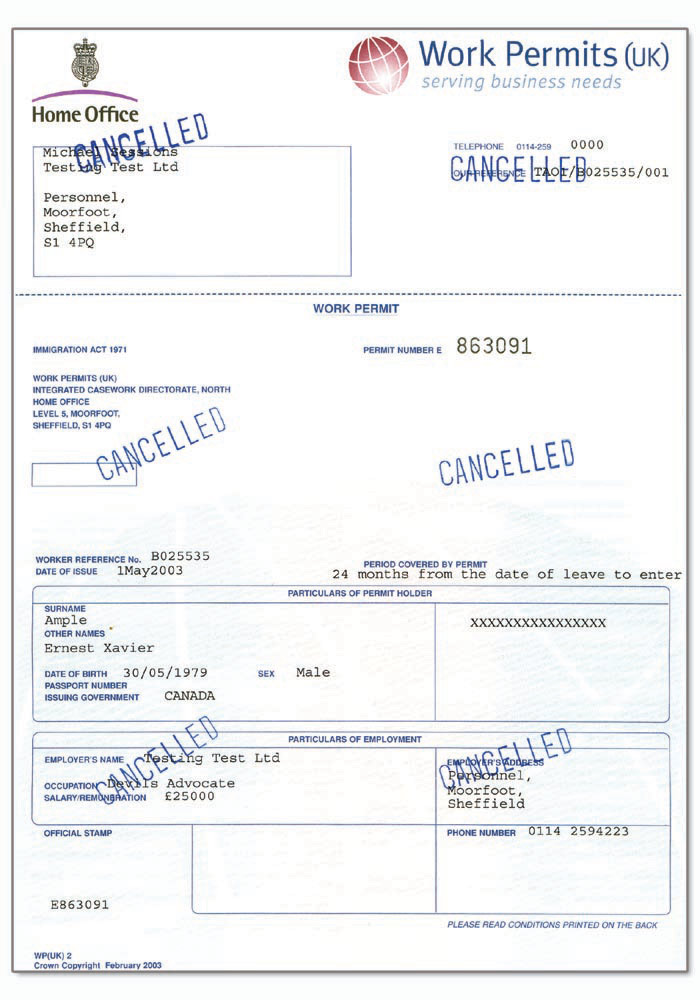 Work Permits (UK)
serving business needs
Home Office
CANCELLED
Michael Sessions
Testing Test Ltd
Personnel,
Moorfoot,
Sheffield,
S1 4PQ
TELEPHONE 0114-259 0000
CANCELLED
OUR REFERENCE TAOT/B025535/001
WORK PERMIT
IMMIGRATION ACT 1971
PERMIT NUMBER E 863091
WORK PERMITS (UK)
INTEGRATED CASEWORK DIRECTORATE, NORTH
HOME OFFICE
LEVEL 5, MOORFOOT,
SHEFFIELD, S1 4PQ
CANCELLED
CANCELLED
WORKER REFERENCE No. B025535
DATE OF ISSUE 1May2003
PERIOD COVERED BY PERMIT
24 months from the date of leave to enter
PARTICULARS OF PERMIT HOLDER
SURNAME
Ample
OTHER NAMES
Ernest Xavier
XXXXXXXXXXXXXXXX
DATE OF BIRTH 30/05/1979 SEX Male
PASSPORT NUMBER
ISSUING GOVERNMENT CANADA
PARTICULARS OF EMPLOYMENT
CANCELLED
EMPLOYER'S NAME Testing Test Ltd
OCCUPATION Devils Advocate
SALARY/REMUNERATION £25000
CANCELLED
EMPLOYER'S ADDRESS
Personnel,
Moorfoot,
Sheffield
OFFICIAL STAMP
PHONE NUMBER 0114 2594223
E863091
PLEASE READ CONDITIONS PRINTED ON THE BACK
WP(UK) 2
Crown Copyright February 2003